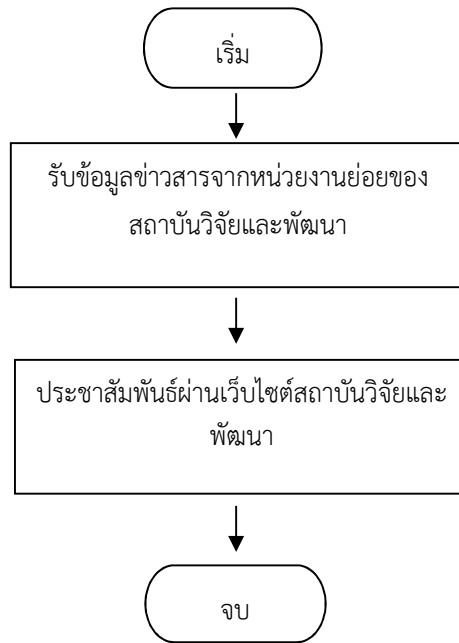 เริ่ม
รับข้อมูลข่าวสารจากหน่วยงานย่อยของ
สถาบันวิจัยและพัฒนา
ประชาสัมพันธ์ผ่านเว็บไซต์สถาบันวิจัยและ
พัฒนา
จบ